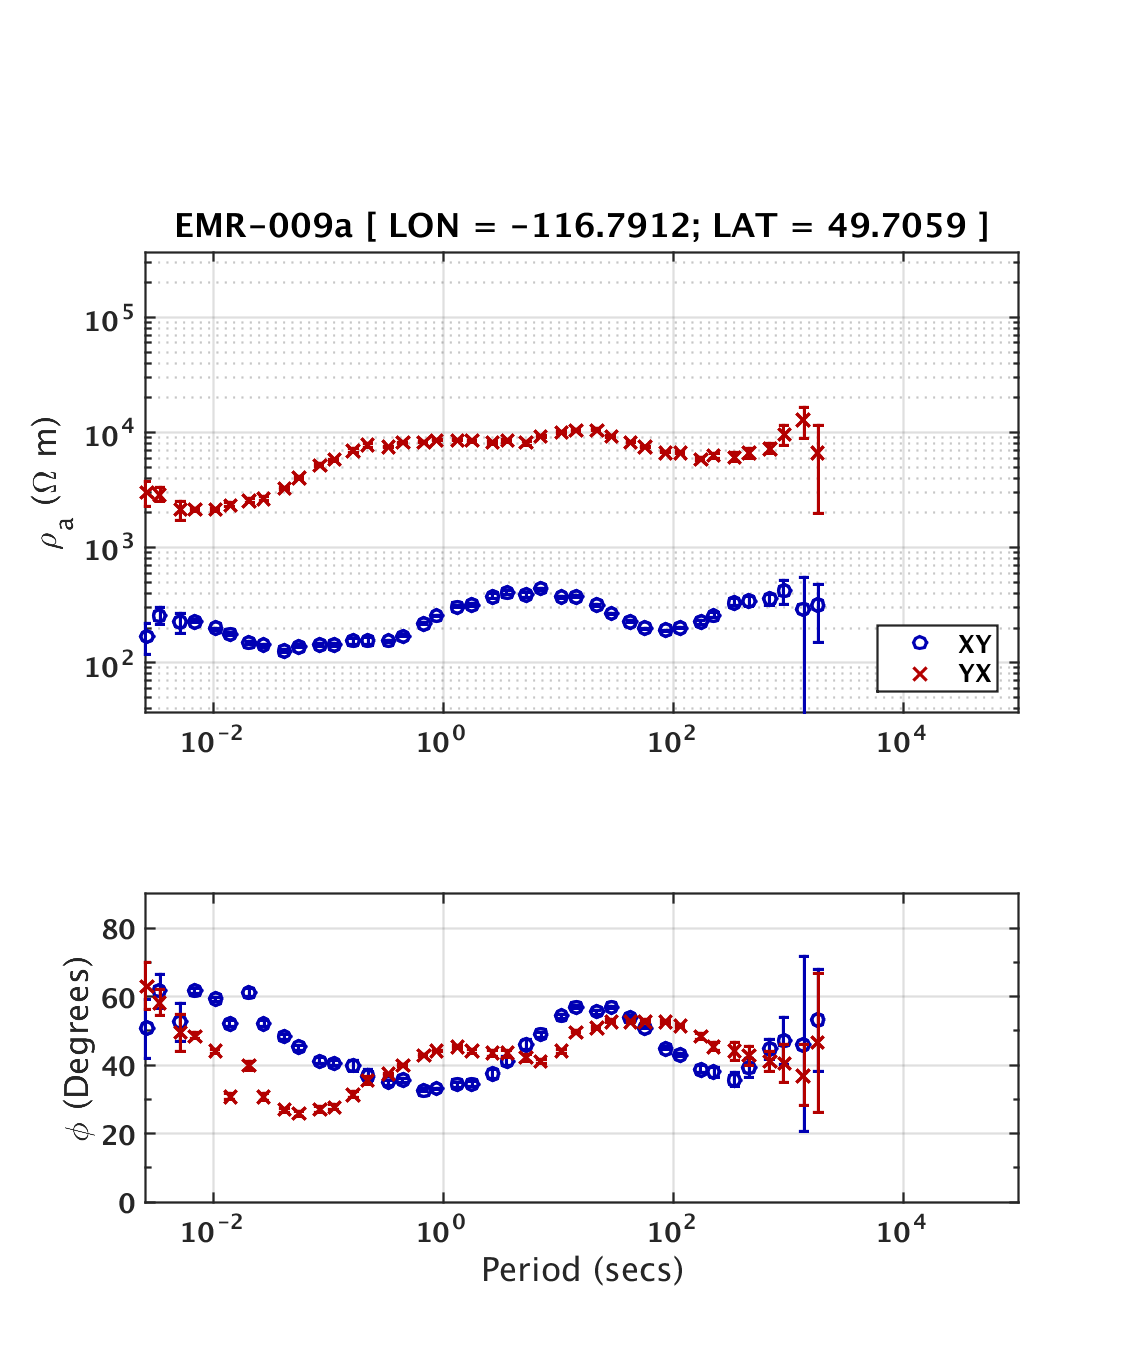 EMR-009a [ LON = -116.7912; LAT = 49.7059 ]
ρa (Ω m)
10^5
10^4
10^3
10^2
XY
YX
10^-2 10^0 10^2 10^4
ϕ (Degrees)
80
60
40
20
0
10^-2 10^0 10^2 10^4
Period (secs)